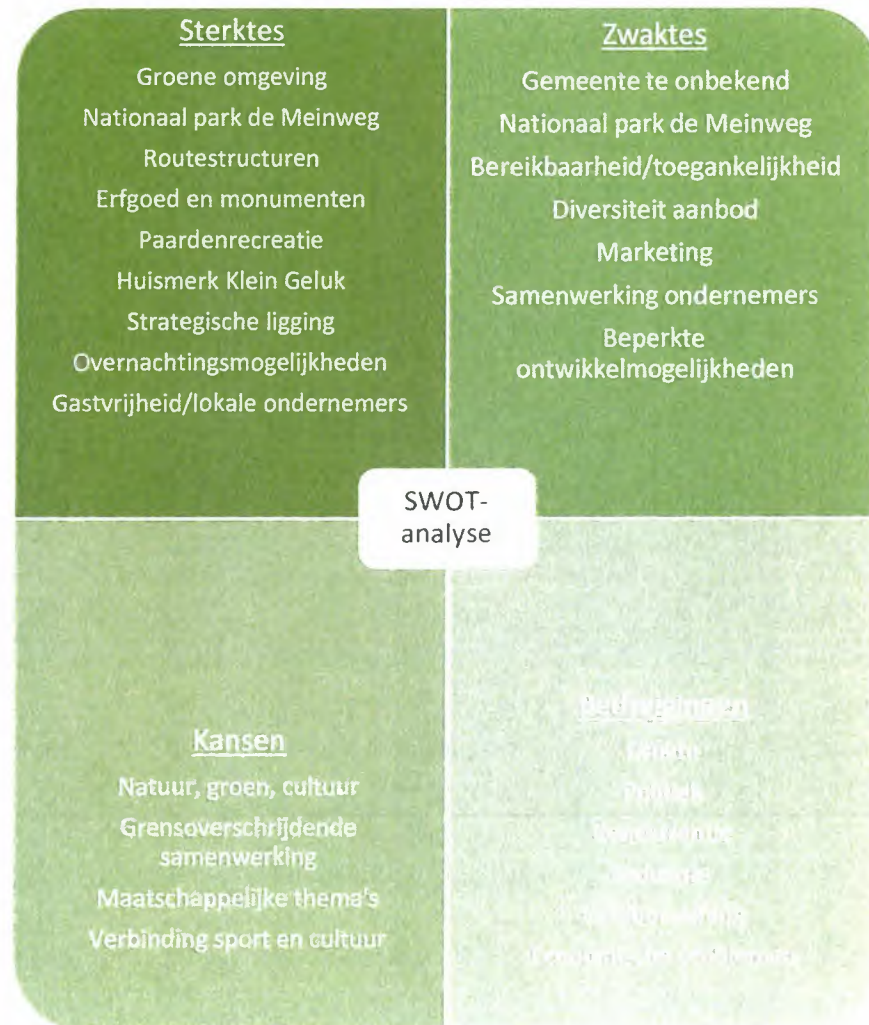 Sterktes
Groene omgeving
Nationaal park de Meinweg
Routestructuren
Erfgoed en monumenten
Paardenrecreatie
Huismerk Klein Geluk
Strategische ligging
Overnachtingsmogelijkheden
Gastvrijheid/lokale ondernemers
Zwaktes
Gemeente te onbekend
Nationaal park de Meinweg
Bereikbaarheid/toegankelijkheid
Diversiteit aanbod
Marketing
Samenwerking ondernemers
Beperkte
ontwikkelmogelijkheden
SWOT-
analyse
Kansen
Natuur, groen, cultuur
Grensoverschrijdende
samenwerking
Maatschappelijke thema's
Verbinding sport en cultuur
Bedreigingen